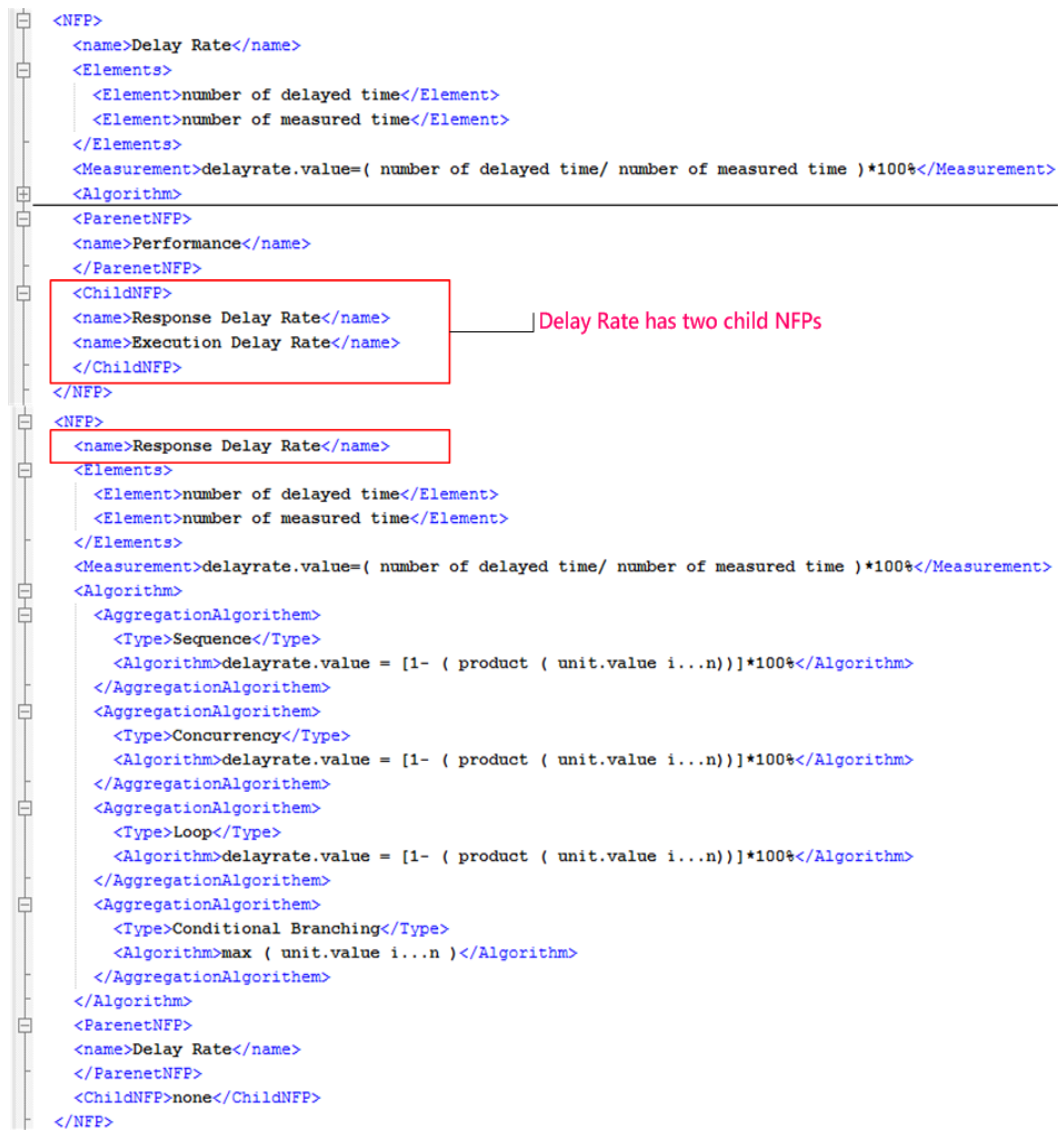 <NFP>
<name>Delay Rate</name>
<Elements>
<Element>number of delayed time</Element>
<Element>number of measured time</Element>
</Elements>
<Measurement>delayrate.value=( number of delayed time/ number of measured time )*100%</Measurement>
<Algorithm>
<ParenetNFP>
<name>Performance</name>
</ParenetNFP>
<ChildNFP>
<name>Response Delay Rate</name>
Delay Rate has two child NFPs
<name>Execution Delay Rate</name>
</ChildNFP>
</NFP>
<NFP>
<name>Response Delay Rate</name>
<Elements>
<Element>number of delayed time</Element>
<Element>number of measured time</Element>
</Elements>
<Measurement>delayrate.value=( number of delayed time/ number of measured time )*100%</Measurement>
<Algorithm>
<AggregationAlgorithem>
<Type>Sequence</Type>
<Algorithm>delayrate.value = [1- ( product ( unit.value i...n))]*100%</Algorithm>
</AggregationAlgorithem>
<AggregationAlgorithem>
<Type>Concurrency</Type>
<Algorithm>delayrate.value = [1- ( product ( unit.value i...n))]*100%</Algorithm>
</AggregationAlgorithem>
<AggregationAlgorithem>
<Type>Loop</Type>
<Algorithm>delayrate.value = [1- ( product ( unit.value i...n))]*100%</Algorithm>
</AggregationAlgorithem>
<AggregationAlgorithem>
<Type>Conditional Branching</Type>
<Algorithm>max ( unit.value i...n )</Algorithm>
</AggregationAlgorithem>
</Algorithm>
<ParenetNFP>
<name>Delay Rate</name>
</ParenetNFP>
<ChildNFP>none</ChildNFP>
</NFP>